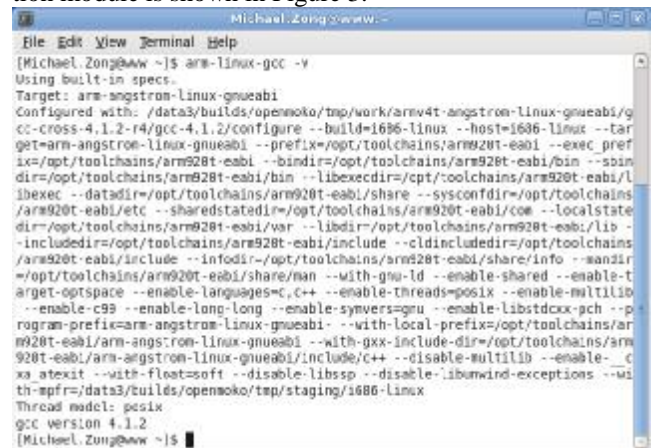 tion module is shown in Figure 3.
Michael.Zong@www:~
File Edit View Terminal Help
[Michael.Zong@www ~]$ arm-linux-gcc -v
Using built-in specs.
Target: arm-angstrom-linux-gnueabi
Configured with: /data3/builds/openmoko/tmp/work/armv4t-angstrom-linux-gnueabi/g
cc-cross-4.1.2-r4/gcc-4.1.2/configure --build=i686-linux --host=i686-linux --tar
get=arm-angstrom-linux-gnueabi --prefix=/opt/toolchains/arm920t-eabi --exec_pref
ix=/opt/toolchains/arm920t-eabi --bindir=/opt/toolchains/arm920t-eabi/bin --sbin
dir=/opt/toolchains/arm920t-eabi/bin --libexecdir=/opt/toolchains/arm920t-eabi/l
ibexec --datadir=/opt/toolchains/arm920t-eabi/share --sysconfdir=/opt/toolchains
/arm920t-eabi/etc --sharedstatedir=/opt/toolchains/arm920t-eabi/com --localstate
dir=/opt/toolchains/arm920t-eabi/var --libdir=/opt/toolchains/arm920t-eabi/lib -
-includedir=/opt/toolchains/arm920t-eabi/include --oldincludedir=/opt/toolchains
/arm920t-eabi/include --infodir=/opt/toolchains/arm920t-eabi/share/info --mandir
=/opt/toolchains/arm920t-eabi/share/man --with-gnu-ld --enable-shared --enable-t
arget-optspace --enable-languages=c,c++ --enable-threads=posix --enable-multilib
--enable-c99 --enable-long-long --enable-symvers=gnu --enable-libstdcxx-pch --p
rogram-prefix=arm-angstrom-linux-gnueabi- --with-local-prefix=/opt/toolchains/ar
m920t-eabi/arm-angstrom-linux-gnueabi --with-gxx-include-dir=/opt/toolchains/arm
920t-eabi/arm-angstrom-linux-gnueabi/include/c++ --disable-multilib --enable-__c
xa_atexit --with-float=soft --disable-libssp --disable-libunwind-exceptions --wi
th-mpfr=/data3/builds/openmoko/tmp/staging/i686-linux
Thread model: posix
gcc version 4.1.2
[Michael.Zong@www ~]$